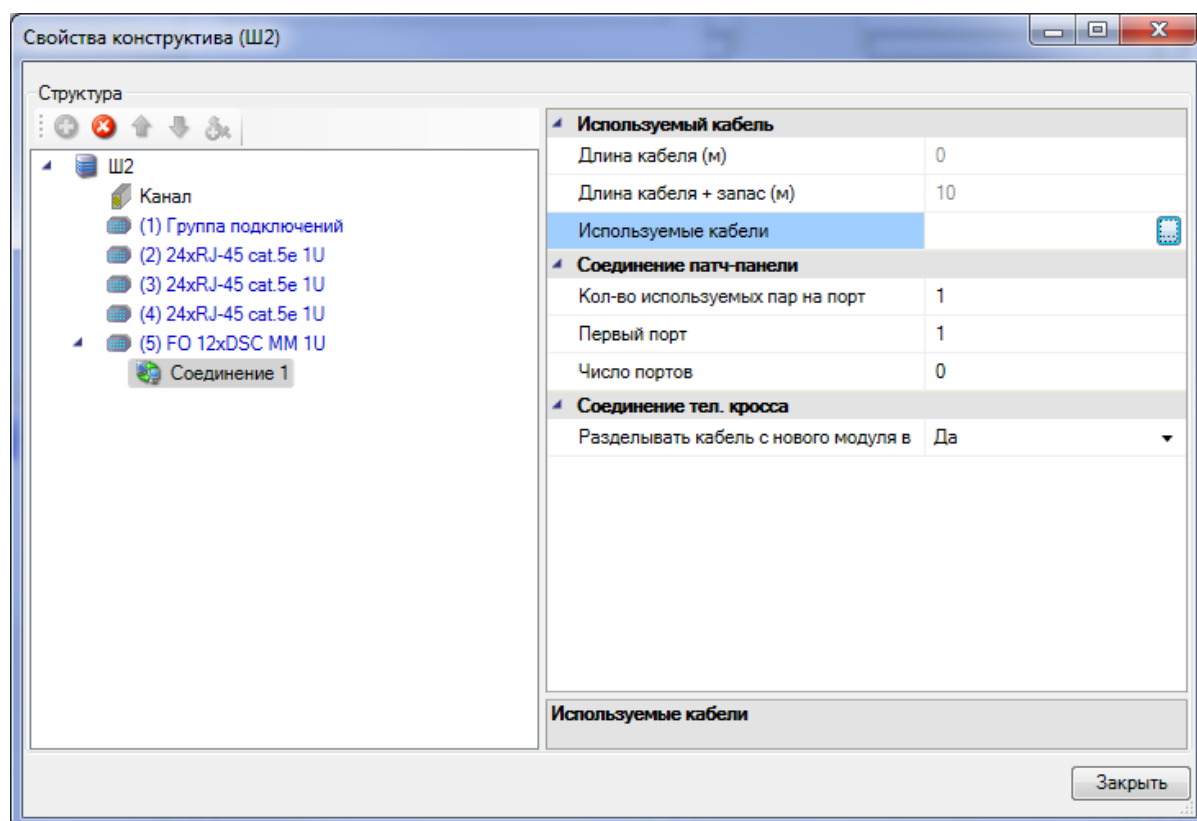 Свойства конструктива (Ш2)
Структура
Ш2
Канал
(1) Группа подключений
(2) 24xRJ-45 cat.5e 1U
(3) 24xRJ-45 cat.5e 1U
(4) 24xRJ-45 cat.5e 1U
(5) FO 12xDSC MM 1U
Соединение 1
Используемый кабель
Длина кабеля (м) 0
Длина кабеля + запас (м) 10
Используемые кабели ...
Соединение патч-панели
Кол-во используемых пар на порт 1
Первый порт 1
Число портов 0
Соединение тел. кросса
Разделывать кабель с нового модуля в Да
Используемые кабели
Закрыть